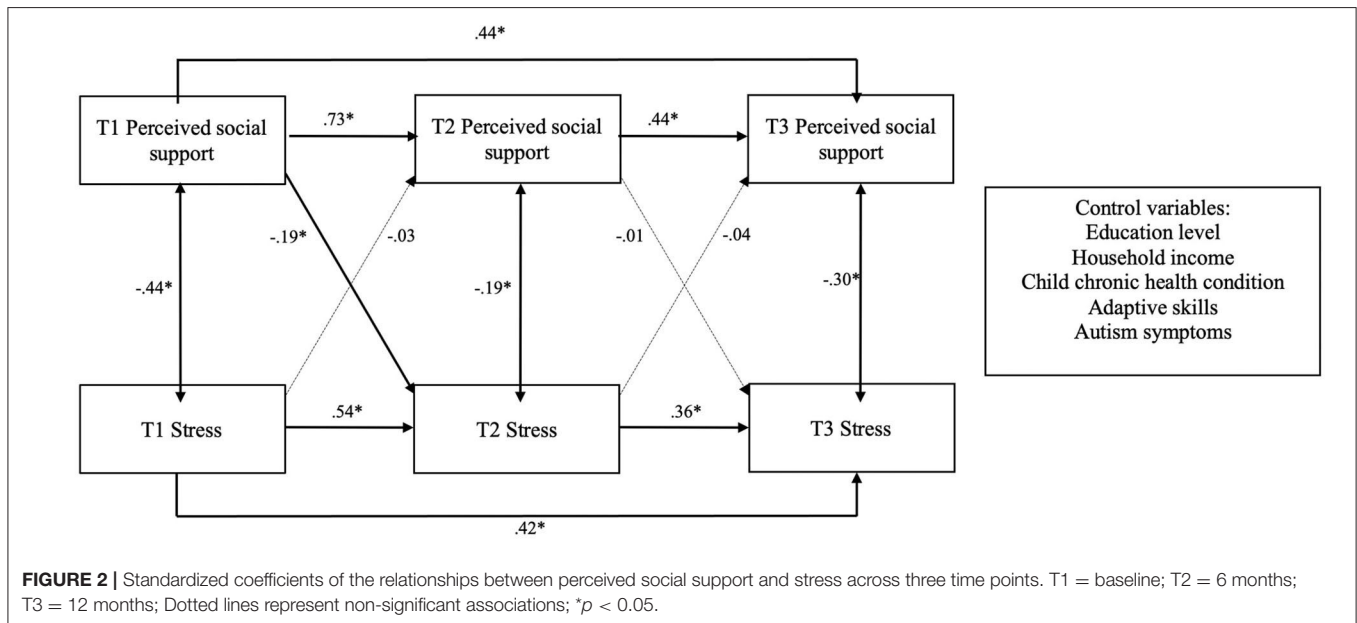 .44*
T1 Perceived social
support
.73*
T2 Perceived social
support
.44*
T3 Perceived social
support
-.19*
-.03
-.01
-.04
-.44*
-.19*
-.30*
T1 Stress
.54*
T2 Stress
.36*
T3 Stress
.42*
Control variables:
Education level
Household income
Child chronic health condition
Adaptive skills
Autism symptoms
FIGURE 2 | Standardized coefficients of the relationships between perceived social support and stress across three time points. T1 = baseline; T2 = 6 months;
T3 = 12 months; Dotted lines represent non-significant associations; *p < 0.05.